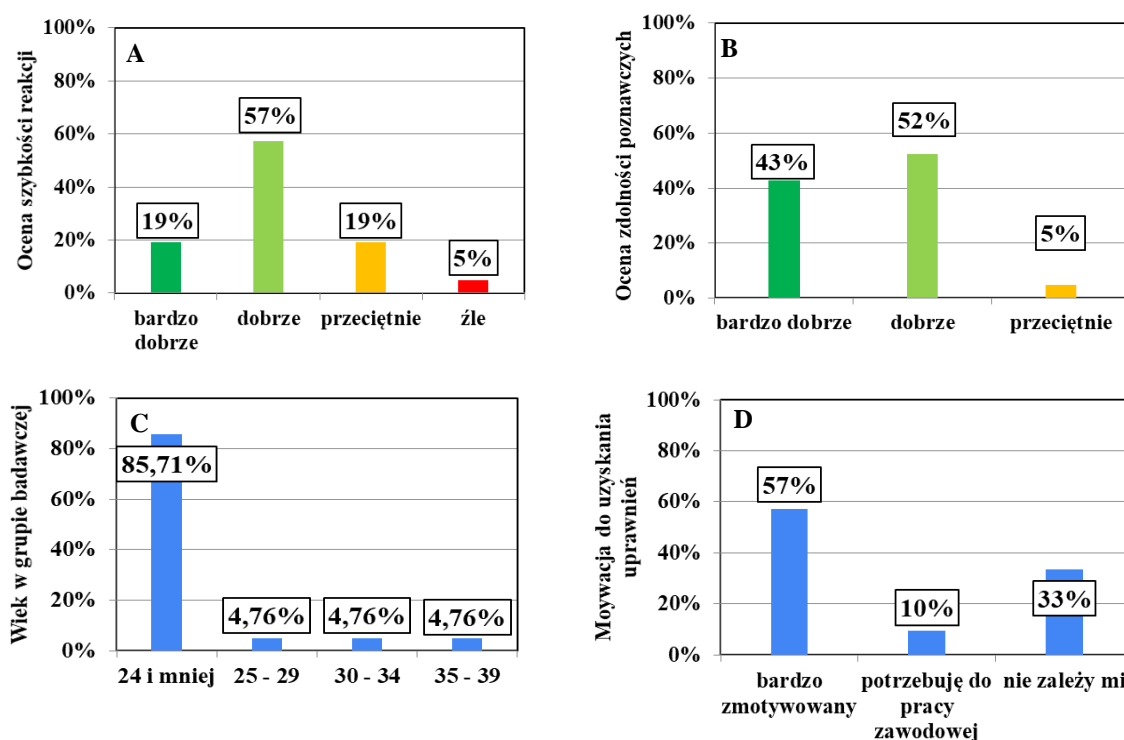 A
Ocena szybkości reakcji
100%
80%
60%
40%
20%
0%
19%
57%
19%
5%
bardzo
dobrze
dobrze
przeciętnie
źle
B
Ocena zdolności poznawczych
100%
80%
60%
40%
20%
0%
43%
52%
5%
bardzo dobrze
dobrze
przeciętnie
C
Wiek w grupie badawczej
100%
80%
60%
40%
20%
0%
85,71%
4,76%
4,76%
4,76%
24 i mniej
25 - 29
30 - 34
35 - 39
D
Moywacja do uzyskania
uprawnień
100%
80%
60%
40%
20%
0%
57%
10%
33%
bardzo
zmotywowany
potrzebuję do
pracy
zawodowej
nie zależy mi